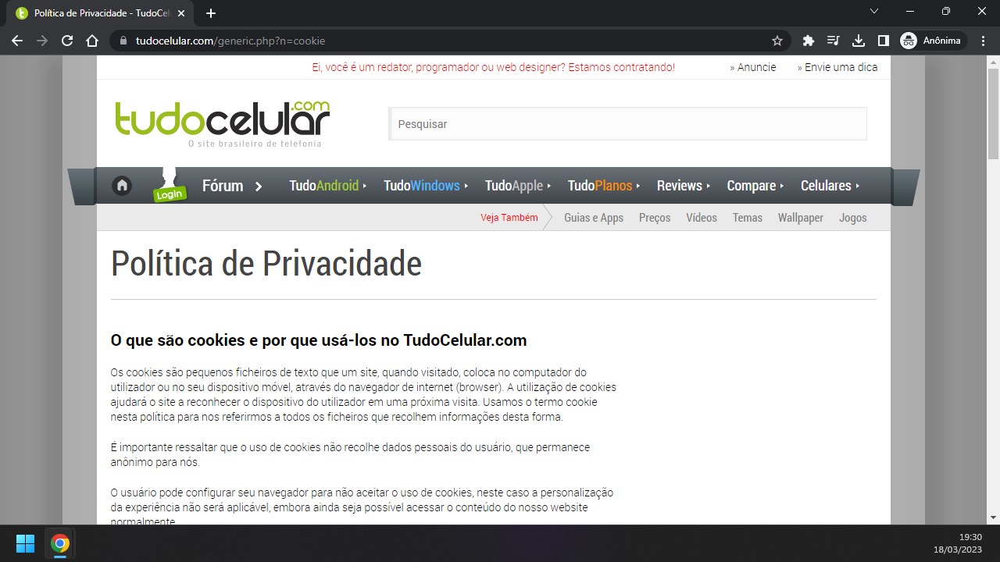 Política de Privacidade - TudoCel
tudocelular.com/generic.php?n=cookie
Anônima
Ei, você é um redator, programador ou web designer? Estamos contratando!
» Anuncie
» Envie uma dica
tudocelular.com
O site brasileiro de telefonia
Pesquisar
Login
Fórum
TudoAndroid
TudoWindows
TudoApple
TudoPlanos
Reviews
Compare
Celulares
Veja Também
Guias e Apps
Preços
Vídeos
Temas
Wallpaper
Jogos
Política de Privacidade
O que são cookies e por que usá-los no TudoCelular.com
Os cookies são pequenos ficheiros de texto que um site, quando visitado, coloca no computador do
utilizador ou no seu dispositivo móvel, através do navegador de internet (browser). A utilização de cookies
ajudará o site a reconhecer o dispositivo do utilizador em uma próxima visita. Usamos o termo cookie
nesta política para nos referirmos a todos os ficheiros que recolhem informações desta forma.
É importante ressaltar que o uso de cookies não recolhe dados pessoais do usuário, que permanece
anônimo para nós.
O usuário pode configurar seu navegador para não aceitar o uso de cookies, neste caso a personalização
da experiência não será aplicável, embora ainda seja possível acessar o conteúdo do nosso website
normalmente.
19:30
18/03/2023